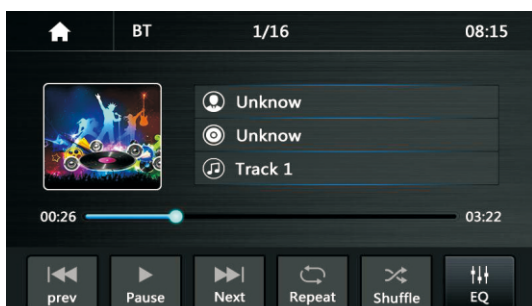 BT 1/16 08:15
Unknow
Unknow
Track 1
00:26 03:22
prev Pause Next Repeat Shuffle EQ